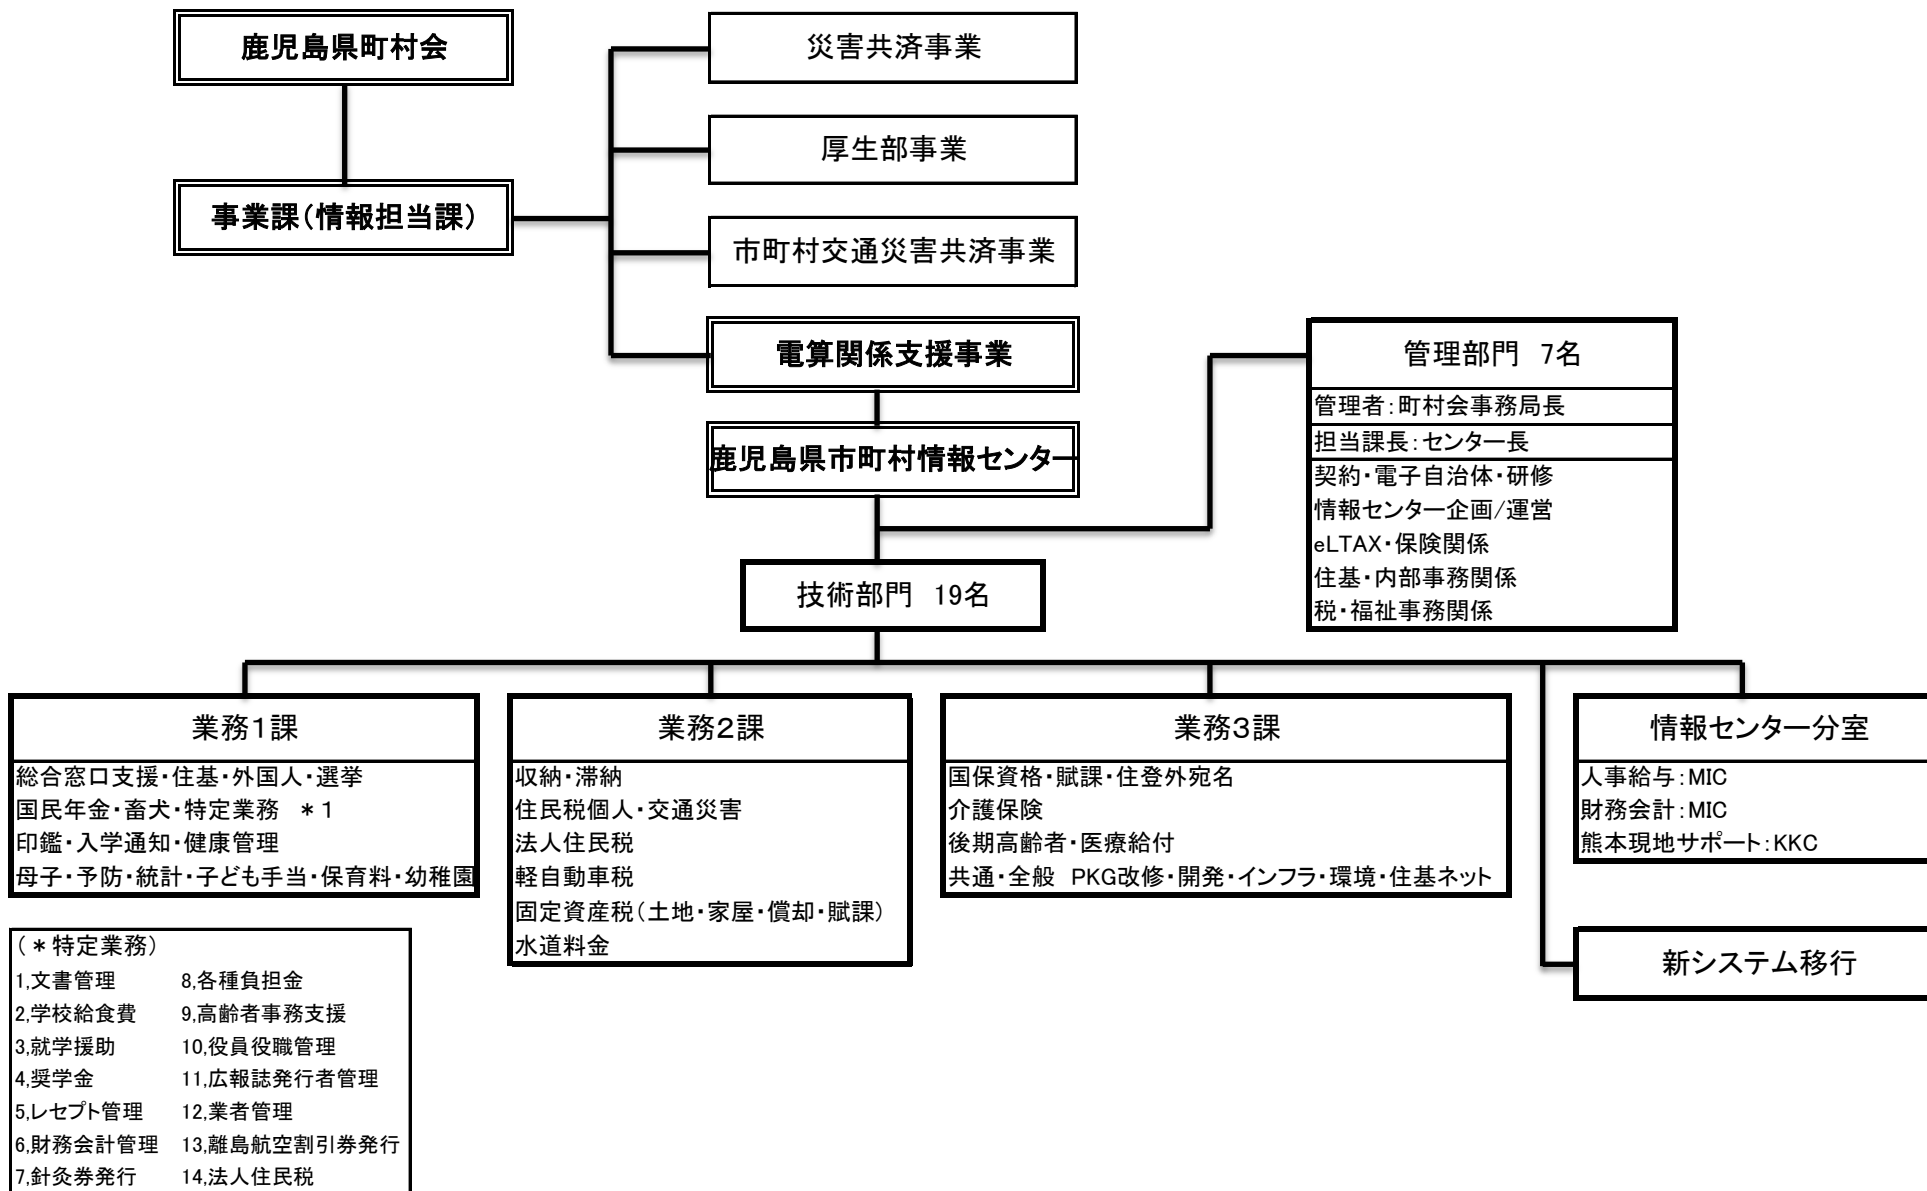 鹿児島県町村会
災害共済事業
厚生部事業
事業課(情報担当課)
市町村交通災害共済事業
電算関係支援事業
鹿児島県市町村情報センター
管理部門 7名
管理者:町村会事務局長
担当課長:センター長
契約・電子自治体・研修
情報センター企画/運営
eLTAX・保険関係
住基・内部事務関係
税・福祉事務関係
技術部門 19名
業務1課
総合窓口支援・住基・外国人・選挙
国民年金・畜犬・特定業務 *1
印鑑・入学通知・健康管理
母子・予防・統計・子ども手当・保育料・幼稚園
業務2課
収納・滞納
住民税個人・交通災害
法人住民税
軽自動車税
固定資産税(土地・家屋・償却・賦課)
水道料金
業務3課
国保資格・賦課・住登外宛名
介護保険
後期高齢者・医療給付
共通・全般 PKG改修・開発・インフラ・環境・住基ネット
情報センター分室
人事給与:MIC
財務会計:MIC
熊本現地サポート:KKC
新システム移行
(*特定業務)
1,文書管理 8,各種負担金
2,学校給食費 9,高齢者事務支援
3,就学援助 10,役員役職管理
4,奨学金 11,広報誌発行者管理
5,レセプト管理 12,業者管理
6,財務会計管理 13,離島航空割引券発行
7,針灸券発行 14,法人住民税